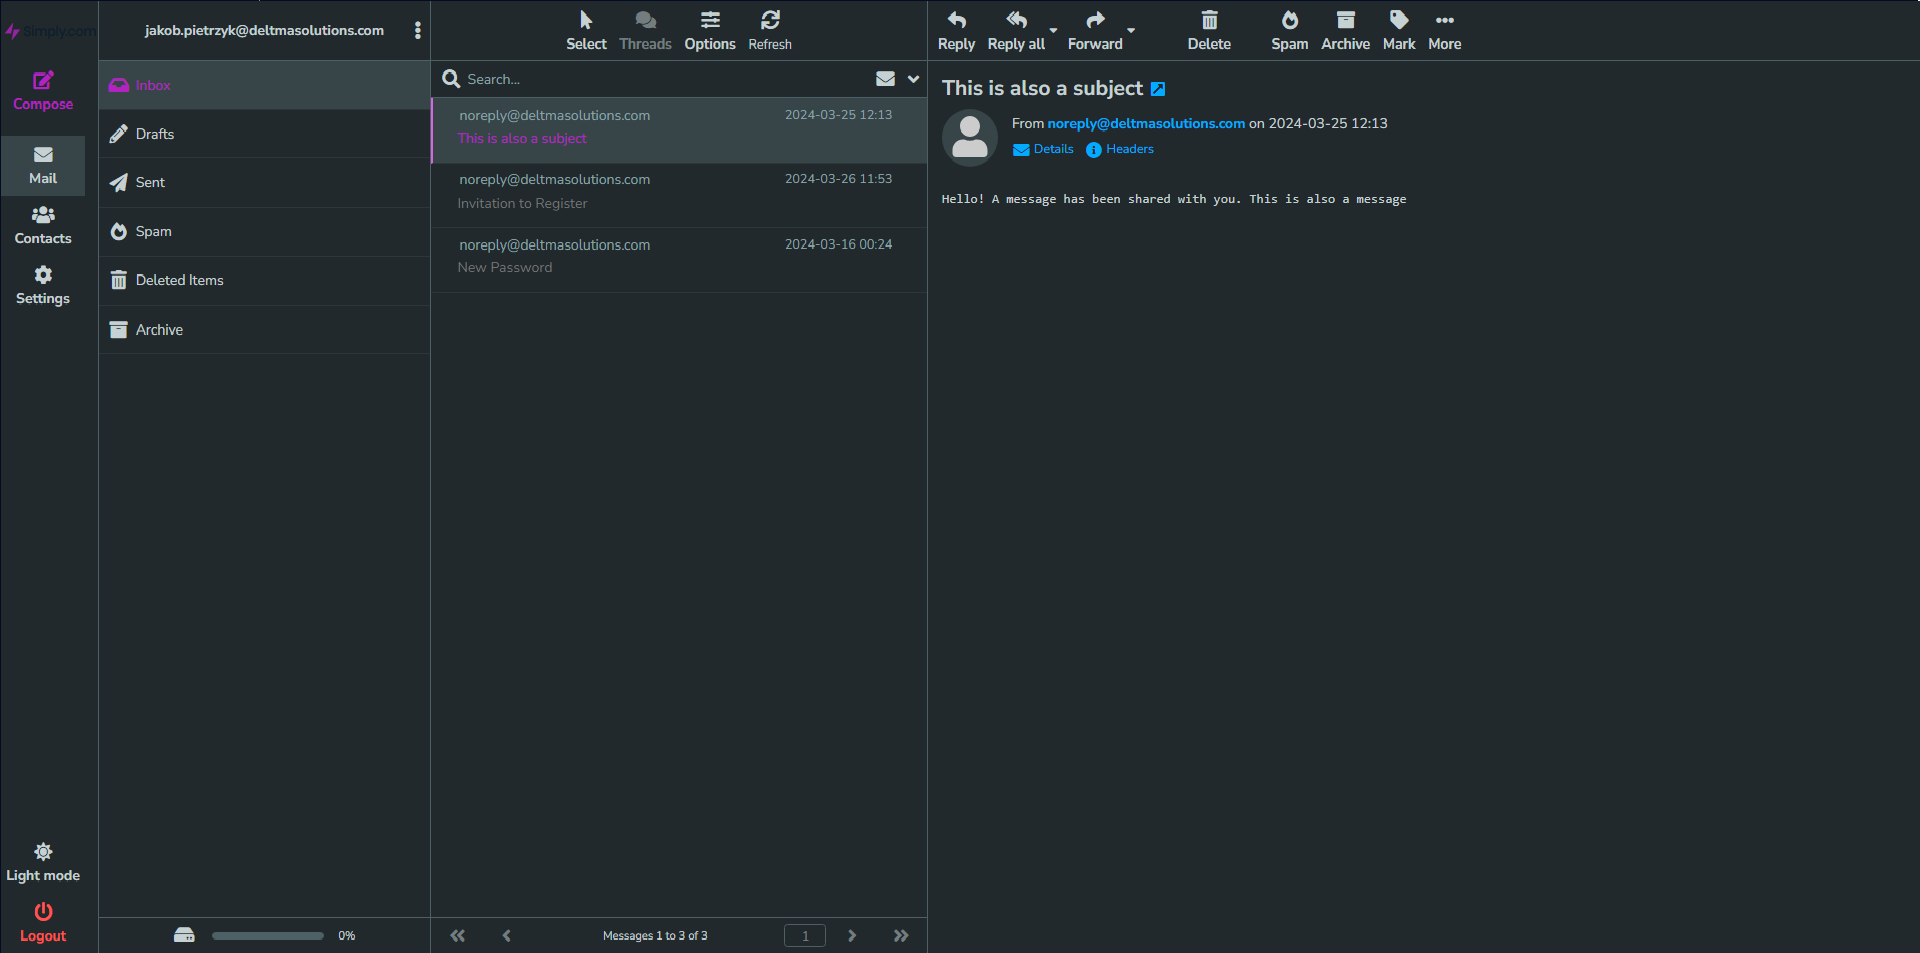 Simply.com
Compose
Mail
Contacts
Settings
Light mode
Logout
jakob.pietrzyk@deltmasolutions.com
Inbox
Drafts
Sent
Spam
Deleted Items
Archive
0%
Select Threads Options Refresh
Search...
noreply@deltmasolutions.com 2024-03-25 12:13
This is also a subject
noreply@deltmasolutions.com 2024-03-26 11:53
Invitation to Register
noreply@deltmasolutions.com 2024-03-16 00:24
New Password
Messages 1 to 3 of 3 1
Reply Reply all Forward Delete Spam Archive Mark More
This is also a subject
From noreply@deltmasolutions.com on 2024-03-25 12:13
Details Headers
Hello! A message has been shared with you. This is also a message